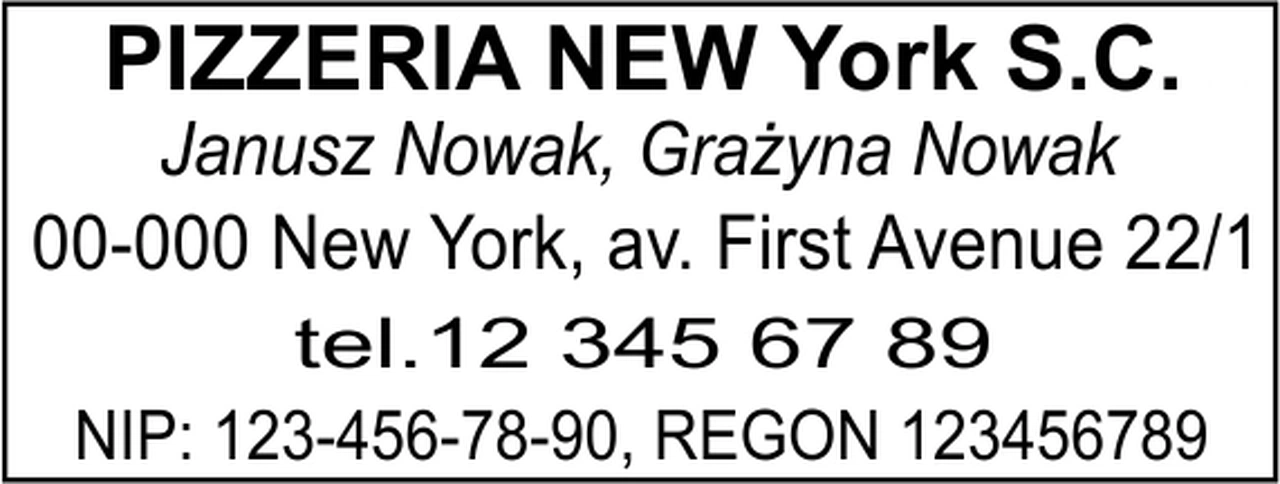 PIZZERIA NEW York S.C.
Janusz Nowak, Grażyna Nowak
00-000 New York, av. First Avenue 22/1
tel.12 345 67 89
NIP: 123-456-78-90, REGON 123456789